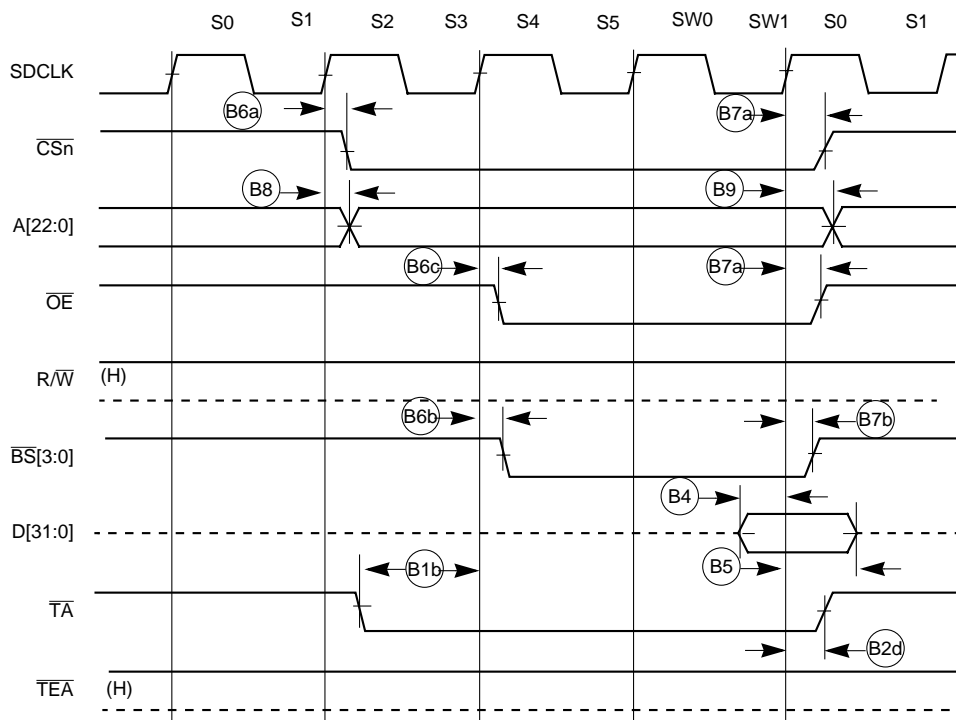 S0 S1 S2 S3 S4 S5 SW0 SW1 S0 S1
SDCLK
B6a B7a
CSn
B8 B9
A[22:0]
B6c B7a
OE
R/W (H)
B6b B7b
BS[3:0]
B4
D[31:0]
B1b B5
TA
B2d
TEA (H)